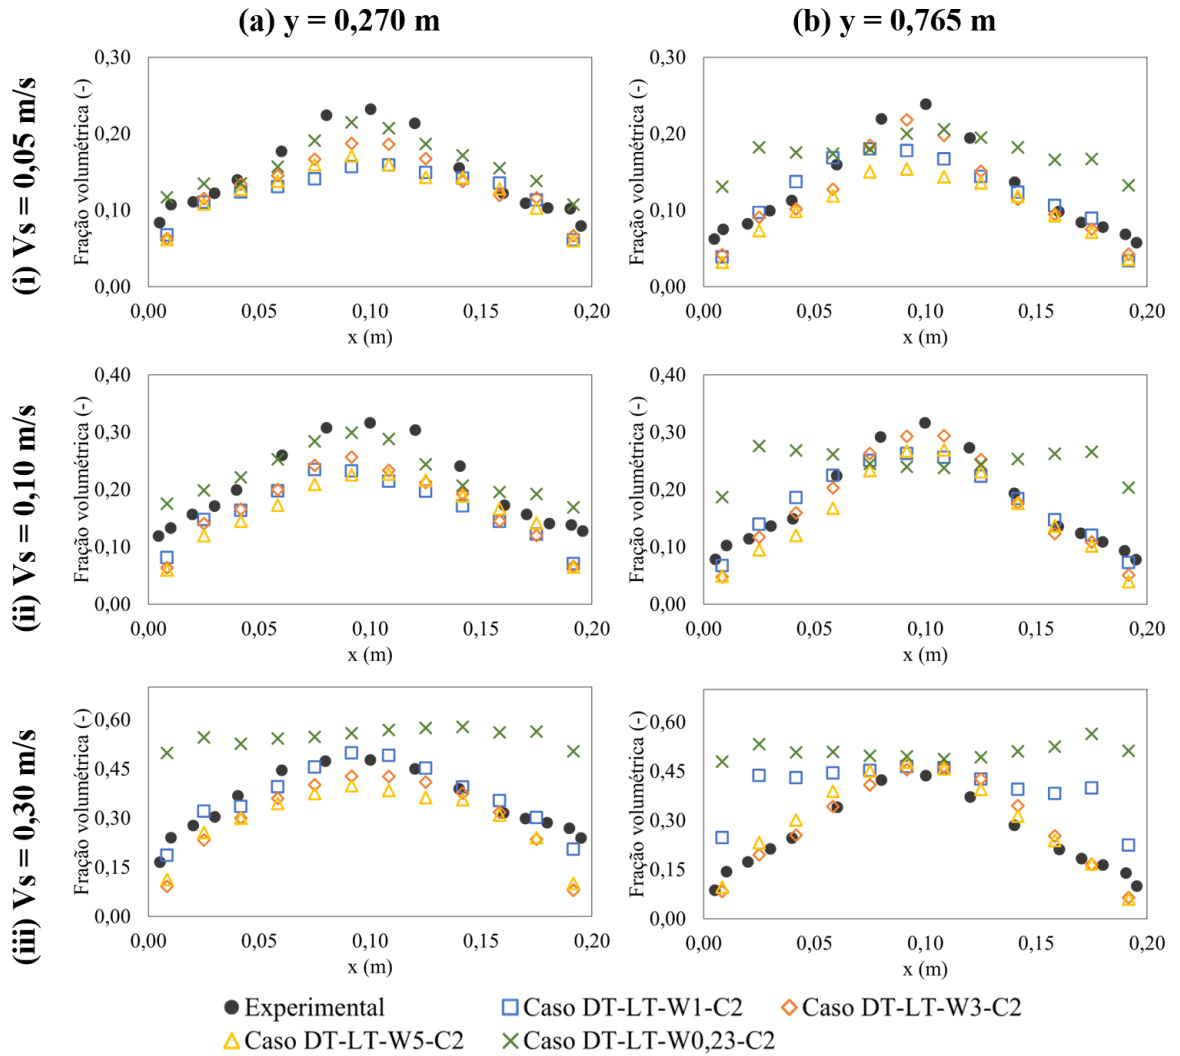 (a) y = 0,270 m
(b) y = 0,765 m
(i) Vs = 0,05 m/s
Fração volumétrica (-)
0,30
0,20
0,10
0,00
0,00 0,05 0,10 0,15 0,20
x (m)
Fração volumétrica (-)
0,30
0,20
0,10
0,00
0,00 0,05 0,10 0,15 0,20
x (m)
(ii) Vs = 0,10 m/s
Fração volumétrica (-)
0,40
0,30
0,20
0,10
0,00
0,00 0,05 0,10 0,15 0,20
x (m)
Fração volumétrica (-)
0,40
0,30
0,20
0,10
0,00
0,00 0,05 0,10 0,15 0,20
x (m)
(iii) Vs = 0,30 m/s
Fração volumétrica (-)
0,60
0,45
0,30
0,15
0,00
0,00 0,05 0,10 0,15 0,20
x (m)
Fração volumétrica (-)
0,60
0,45
0,30
0,15
0,00
0,00 0,05 0,10 0,15 0,20
x (m)
Experimental Caso DT-LT-W1-C2 Caso DT-LT-W3-C2
Caso DT-LT-W5-C2 Caso DT-LT-W0,23-C2